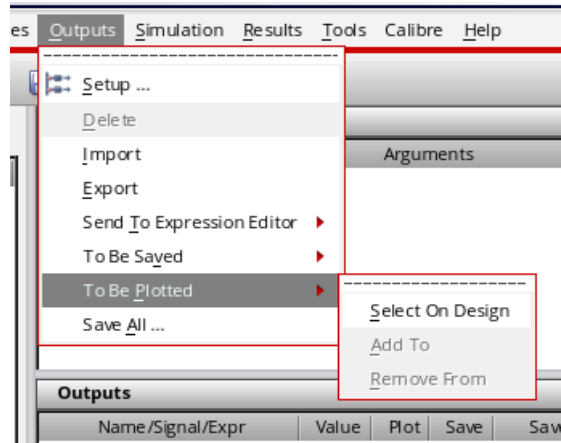 es Outputs Simulation Results Tools Calibre Help
Setup ...
Delete
Import
Arguments
Export
Send To Expression Editor
To Be Saved
To Be Plotted
Select On Design
Save All ...
Add To
Remove From
Outputs
Name/Signal/Expr Value Plot Save Sav